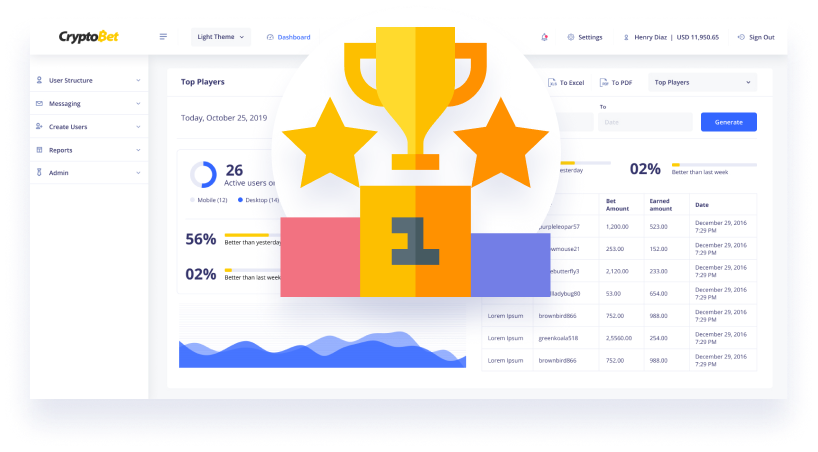 CryptoBet
Light Theme
Dashboard
Settings
Henry Diaz | USD 11,950.65
Sign Out
User Structure
Messaging
Create Users
Reports
Admin
Top Players
To Excel
To PDF
Top Players
Today, October 25, 2019
To
Date
Generate
26
Active users
Mobile (12)
Desktop (14)
56%
Better than yesterday
02%
Better than last week
1
yesterday
02%
Better than last week
Bet Amount
Earned amount
Date
purpleleopar57 1,200.00 523.00 December 29, 2016 7:29 PM
wmouse21 253.00 152.00 December 29, 2016 7:29 PM
ebutterfly3 2,120.00 233.00 December 29, 2016 7:29 PM
lladybug80 53.00 654.00 December 29, 2016 7:29 PM
Lorem Ipsum brownbird866 752.00 988.00 December 29, 2016 7:29 PM
Lorem Ipsum greenkoala518 2,5560.00 254.00 December 29, 2016 7:29 PM
Lorem Ipsum brownbird866 752.00 988.00 December 29, 2016 7:29 PM